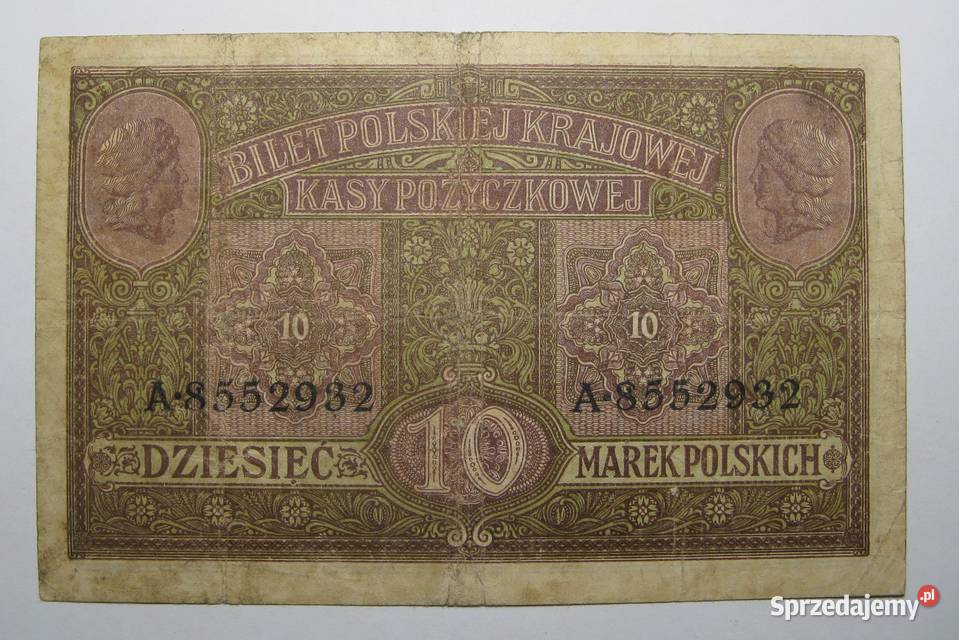 BILET POLSKIEJ KRAJOWEJ
KASY POŻYCZKOWEJ
10 10
A·8552932 A·8552932
DZIESIĘĆ 10 MAREK POLSKICH
Sprzedajemy.pl